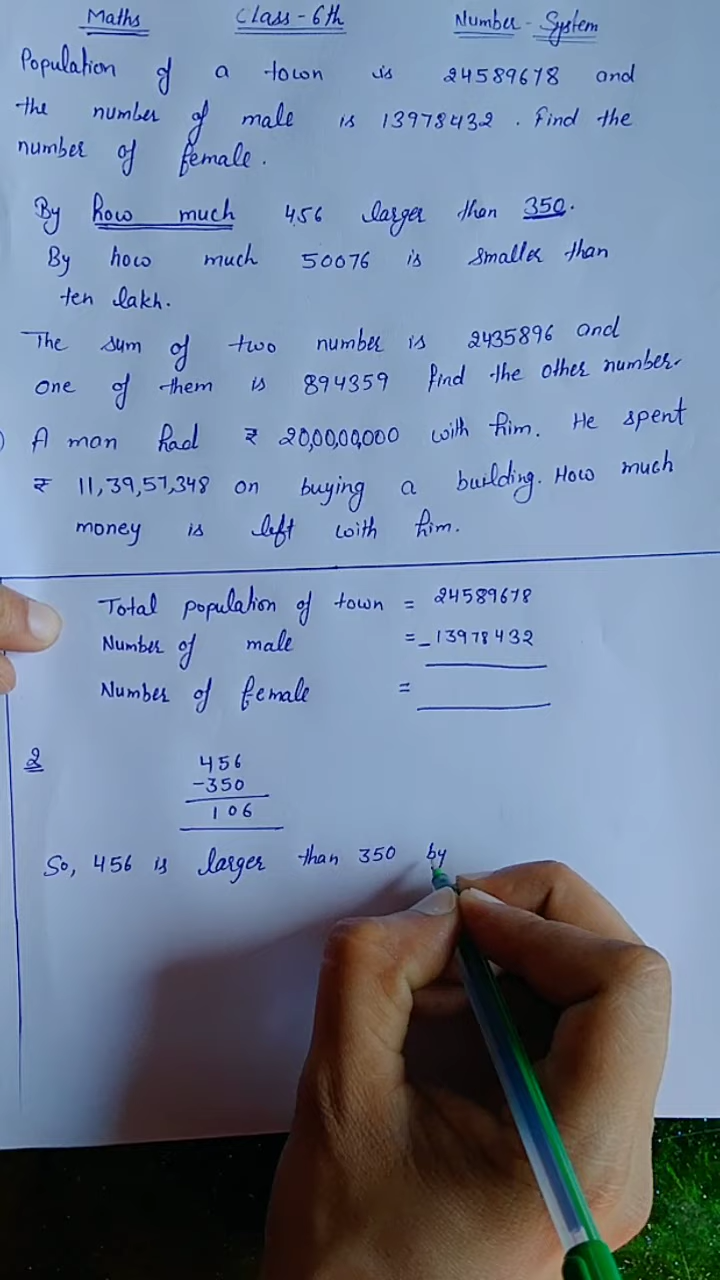 Maths Class-6th Number-System
Population of a town is 24589678 and
the number of male is 13978432. Find the
number of female.
By how much 456 larger than 350.
By how much 50076 is smaller than
ten lakh.
The sum of two number is 2435896 and
one of them is 894359 find the other number.
) A man had ₹ 20,00,00,000 with him. He spent
₹ 11,39,57,348 on buying a building. How much
money is left with him.
Total population of town = 24589678
Number of male = -13978432
Number of female =
2
456
-350
106
So, 456 is larger than 350 by